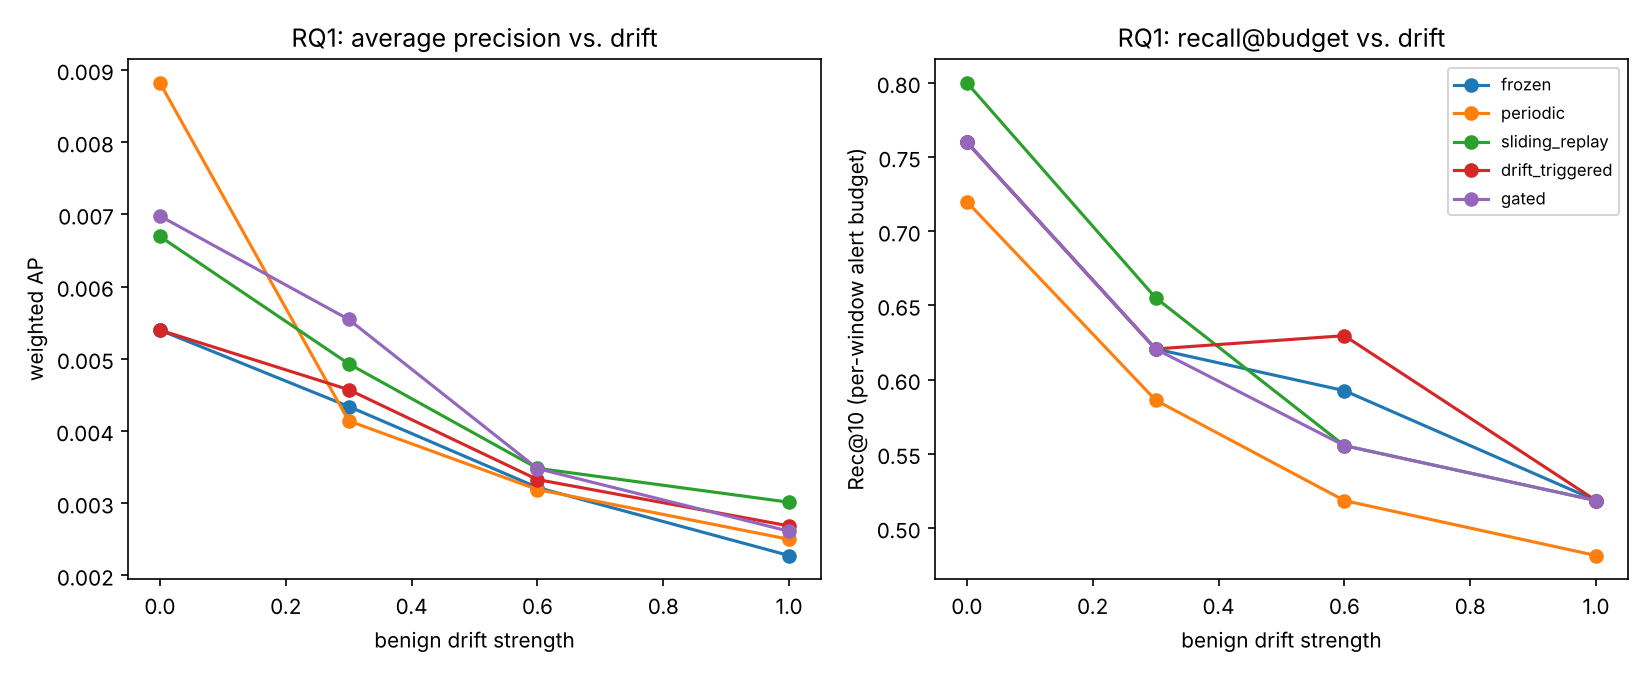 RQ1: average precision vs. drift
0.009
0.008
0.007
0.006
0.005
0.004
0.003
0.002
weighted AP
0.0 0.2 0.4 0.6 0.8 1.0
benign drift strength
RQ1: recall@budget vs. drift
0.80
0.75
0.70
0.65
0.60
0.55
0.50
Rec@10 (per-window alert budget)
frozen
periodic
sliding_replay
drift_triggered
gated
0.0 0.2 0.4 0.6 0.8 1.0
benign drift strength